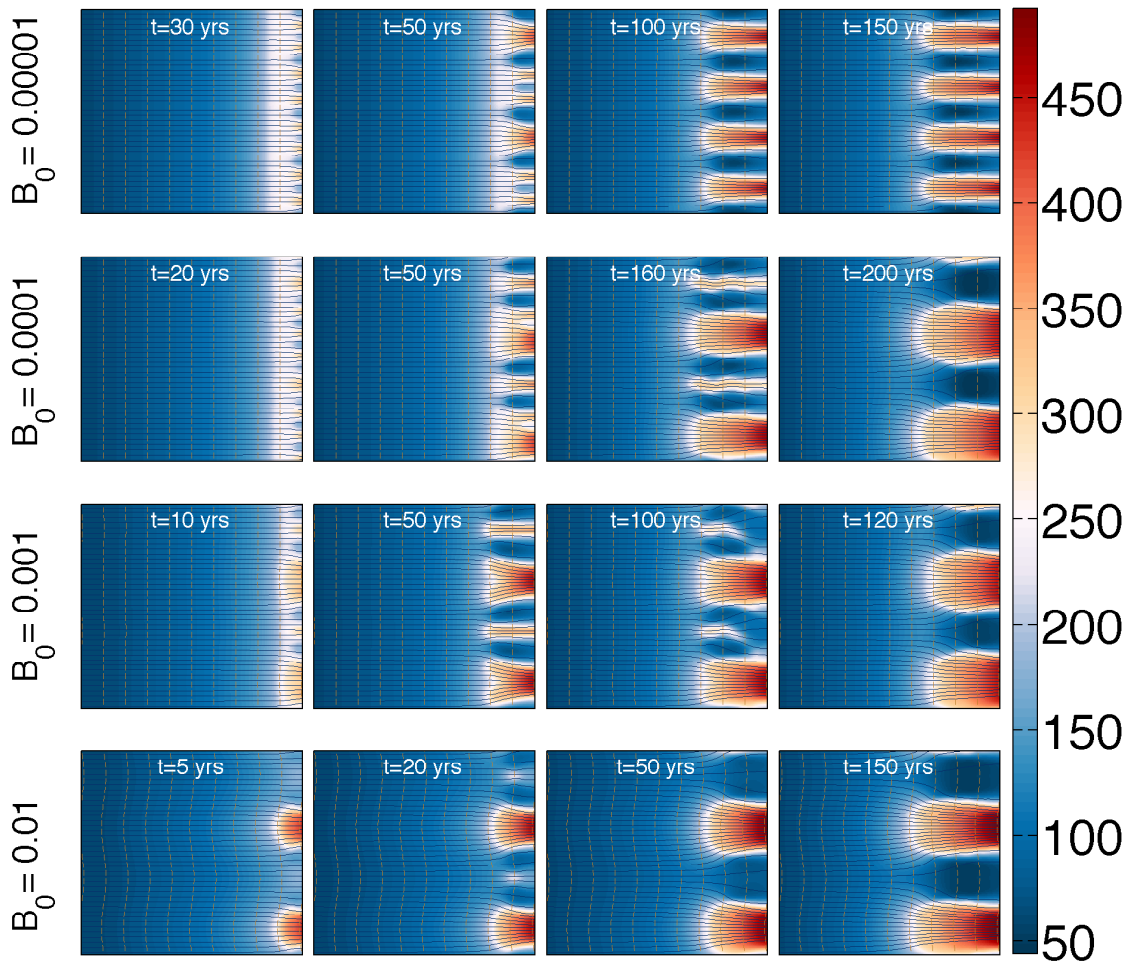 B₀ = 0.00001
t=30 yrs
t=50 yrs
t=100 yrs
t=150 yrs
B₀ = 0.0001
t=20 yrs
t=50 yrs
t=160 yrs
t=200 yrs
B₀ = 0.001
t=10 yrs
t=50 yrs
t=100 yrs
t=120 yrs
B₀ = 0.01
t=5 yrs
t=20 yrs
t=50 yrs
t=150 yrs
450
400
350
300
250
200
150
100
50